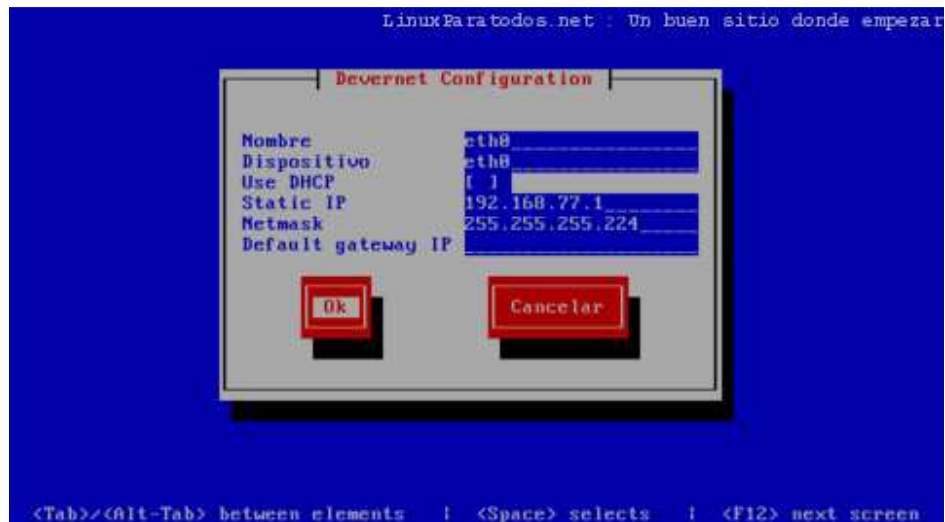 LinuxParatodos.net : Un buen sitio donde empezar
Devernet Configuration
Nombre eth0
Dispositivo eth0
Use DHCP [ ]
Static IP 192.168.77.1
Netmask 255.255.255.224
Default gateway IP
Ok Cancelar
<Tab>/<Alt-Tab> between elements | <Space> selects | <F12> next screen